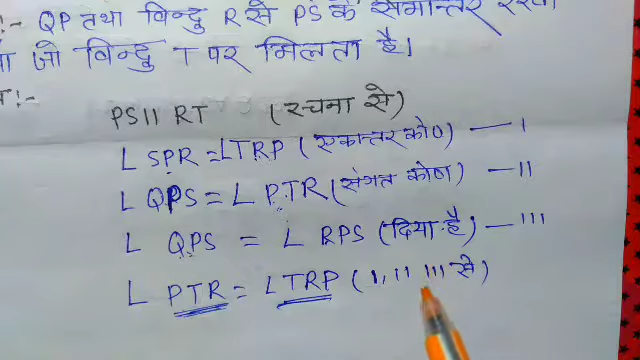 :- QP तथा बिन्दु R से PS के समान्तर रेखा
जो बिन्दु T पर मिलता है।
:-
PS || RT (रचना से)
∠ SPR = ∠TRP (एकान्तर कोण) — I
∠ QPS = ∠ PTR (संगत कोण) — II
∠ QPS = ∠ RPS (दिया है) — III
∠ PTR = ∠TRP (I, II III से)